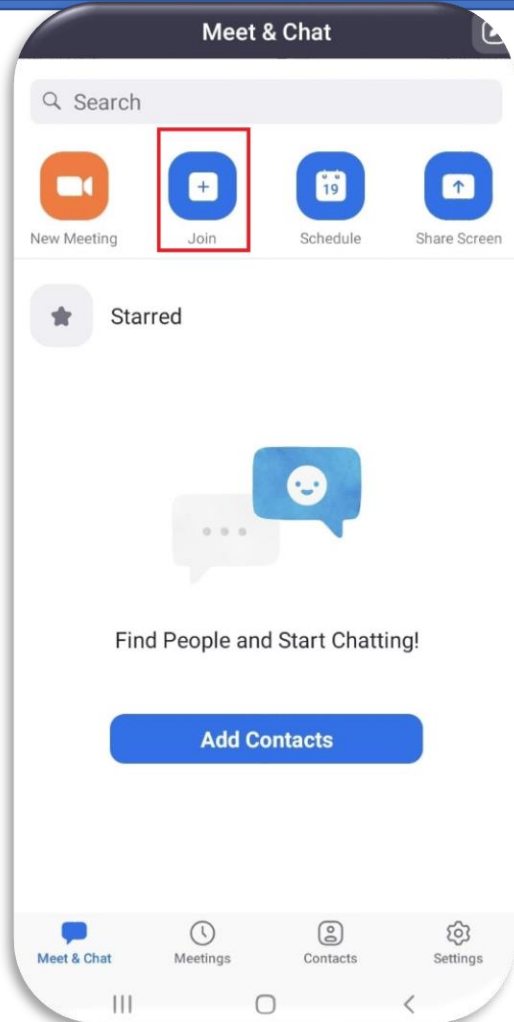 Meet & Chat
Search
New Meeting Join Schedule Share Screen
19
Starred
Find People and Start Chatting!
Add Contacts
Meet & Chat Meetings Contacts Settings